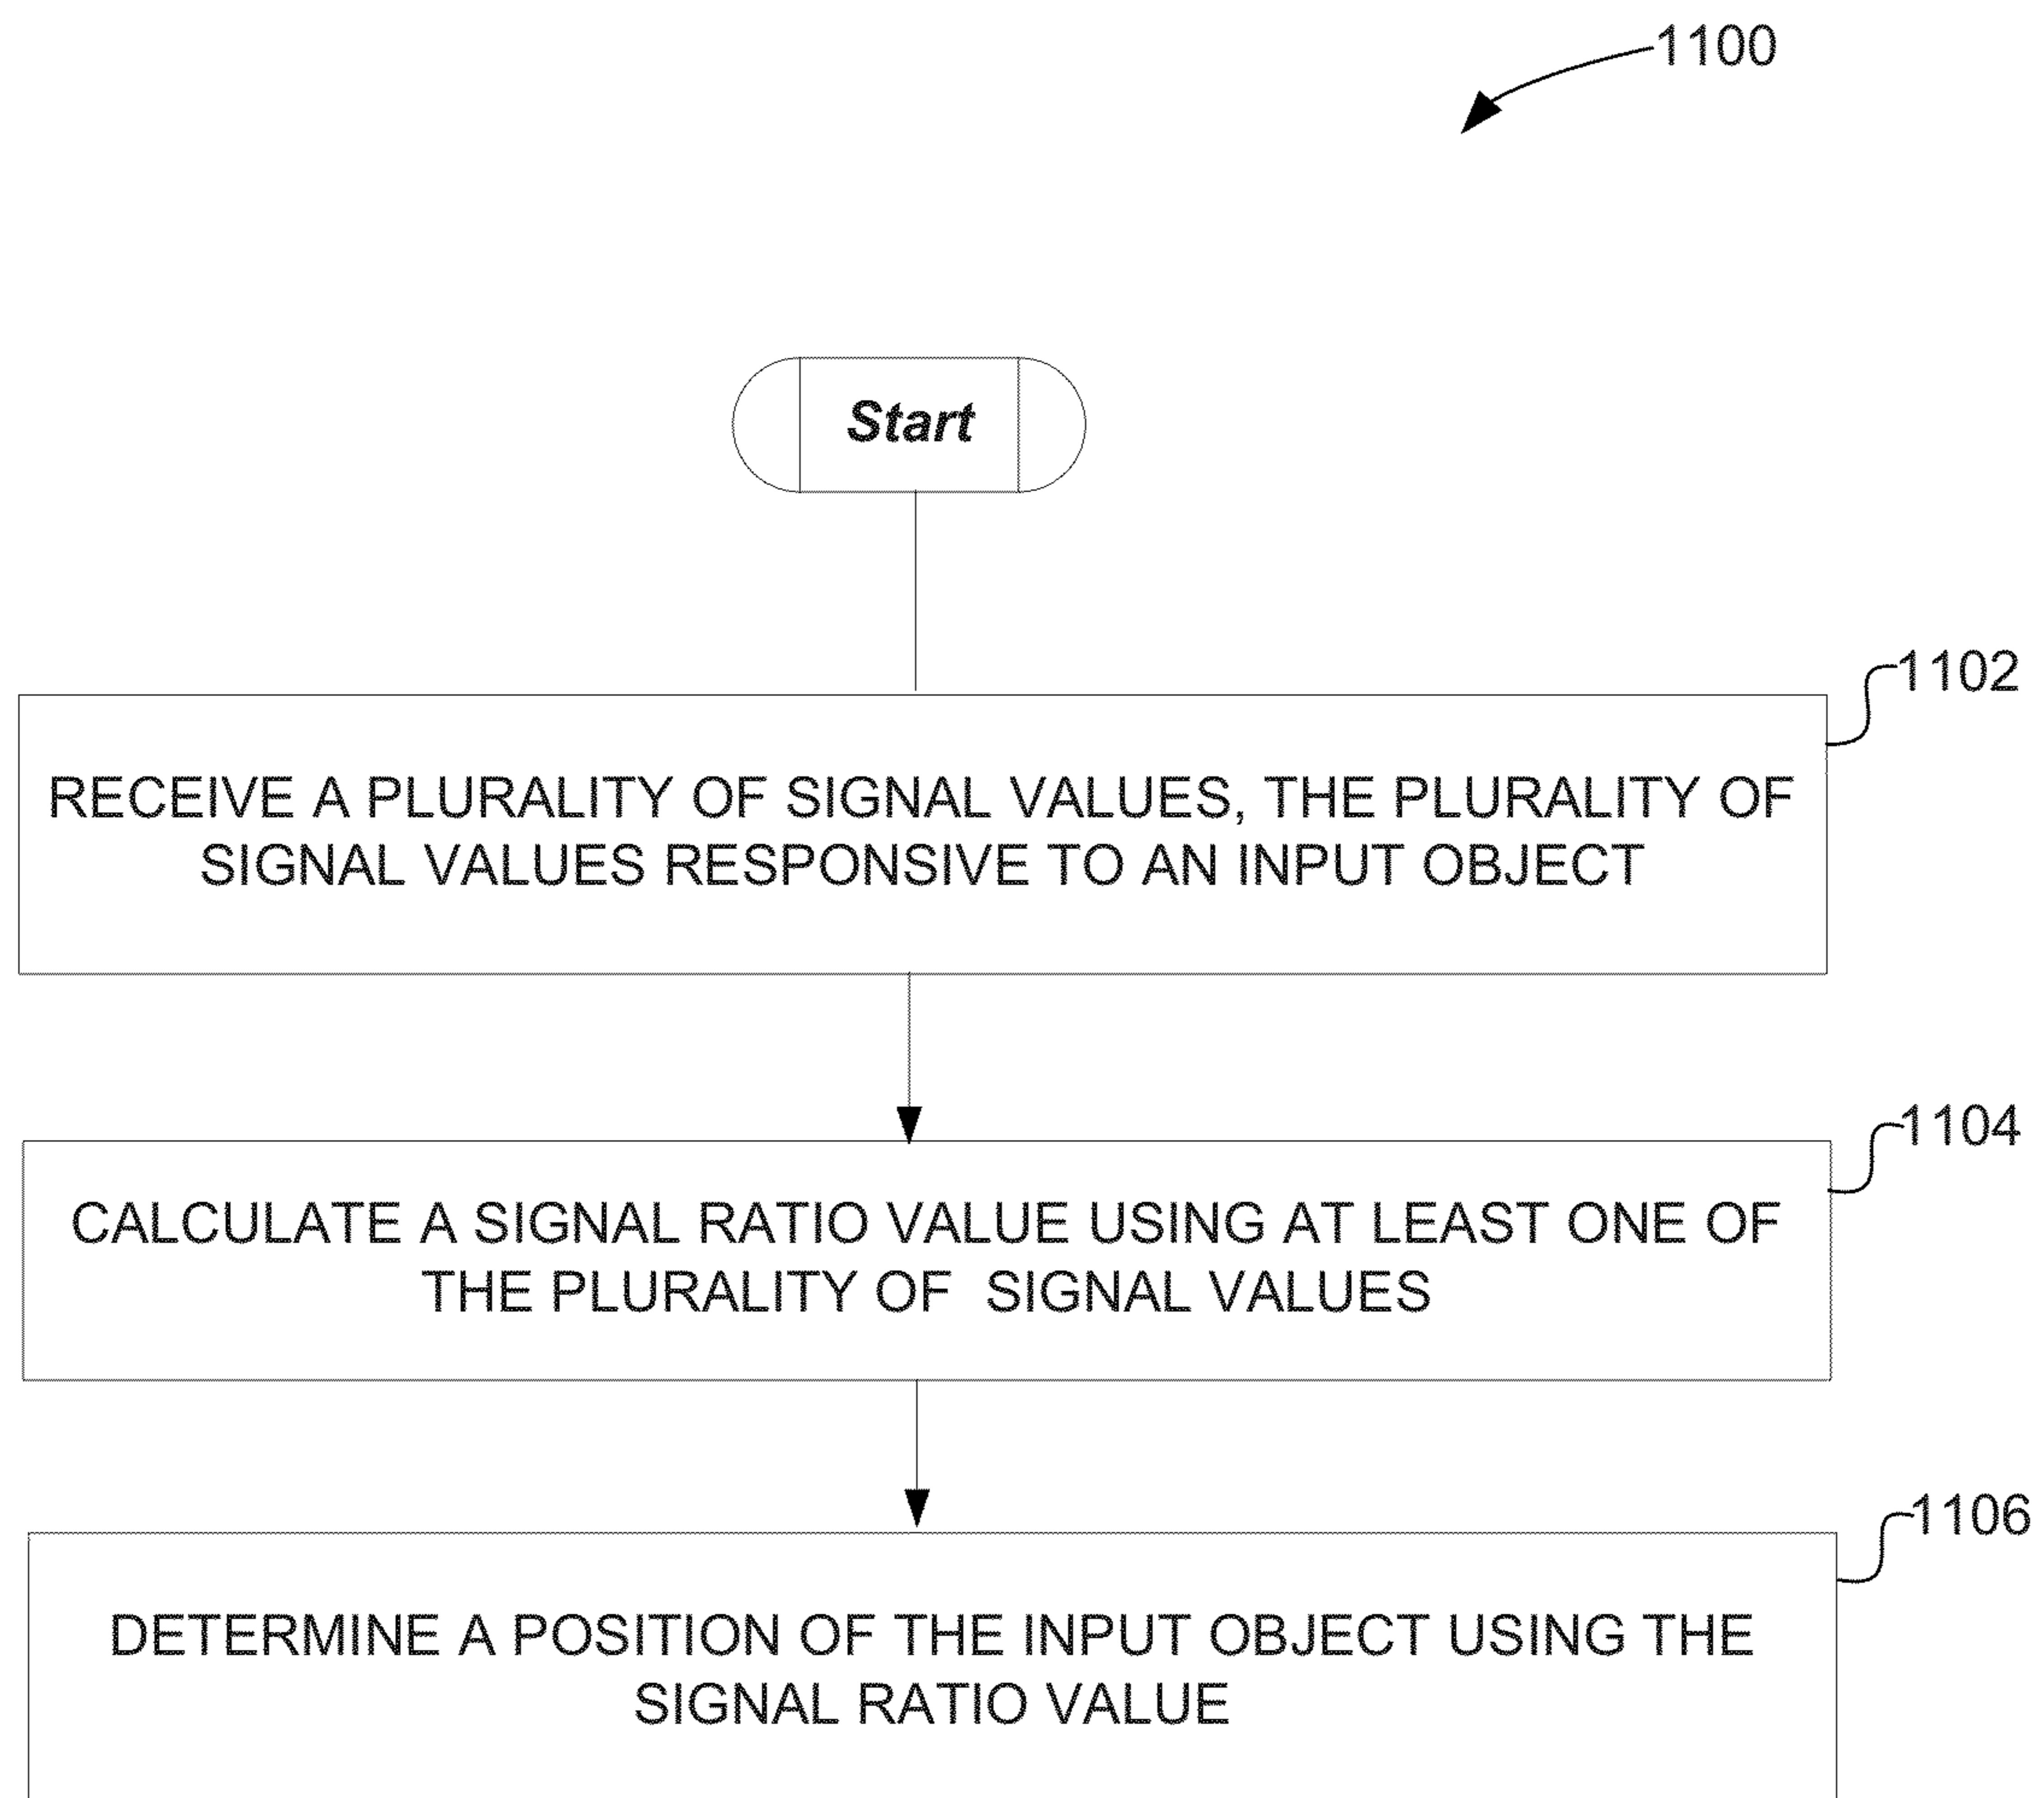 1100
Start
1102
RECEIVE A PLURALITY OF SIGNAL VALUES, THE PLURALITY OF
SIGNAL VALUES RESPONSIVE TO AN INPUT OBJECT
1104
CALCULATE A SIGNAL RATIO VALUE USING AT LEAST ONE OF
THE PLURALITY OF SIGNAL VALUES
1106
DETERMINE A POSITION OF THE INPUT OBJECT USING THE
SIGNAL RATIO VALUE